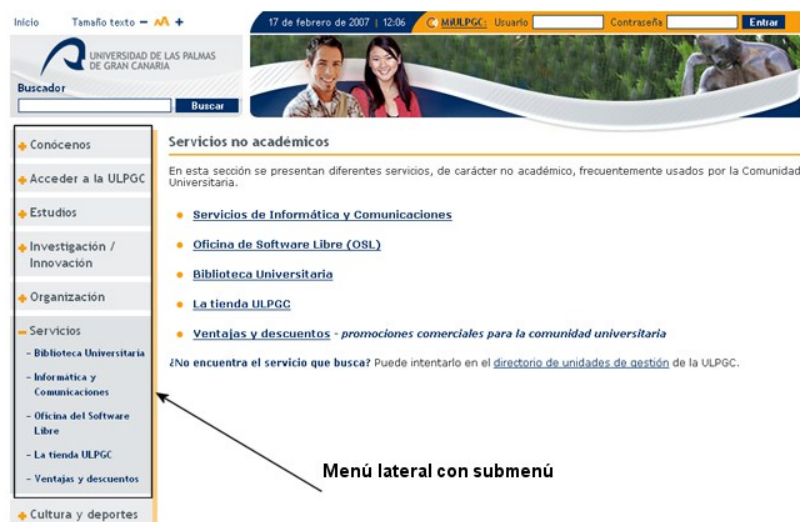 Inicio Tamaño texto
17 de febrero de 2007 | 12:06 MiULPGC: Usuario Contraseña Entrar
UNIVERSIDAD DE LAS PALMAS
DE GRAN CANARIA
Buscador
Buscar
Conócenos
Acceder a la ULPGC
Estudios
Investigación /
Innovación
Organización
Servicios
- Biblioteca Universitaria
- Informática y
Comunicaciones
- Oficina del Software
Libre
- La tienda ULPGC
- Ventajas y descuentos
Cultura y deportes
Servicios no académicos
En esta sección se presentan diferentes servicios, de carácter no académico, frecuentemente usados por la Comunidad
Universitaria.
Servicios de Informática y Comunicaciones
Oficina de Software Libre (OSL)
Biblioteca Universitaria
La tienda ULPGC
Ventajas y descuentos - promociones comerciales para la comunidad universitaria
¿No encuentra el servicio que busca? Puede intentarlo en el directorio de unidades de gestión de la ULPGC.
Menú lateral con submenú